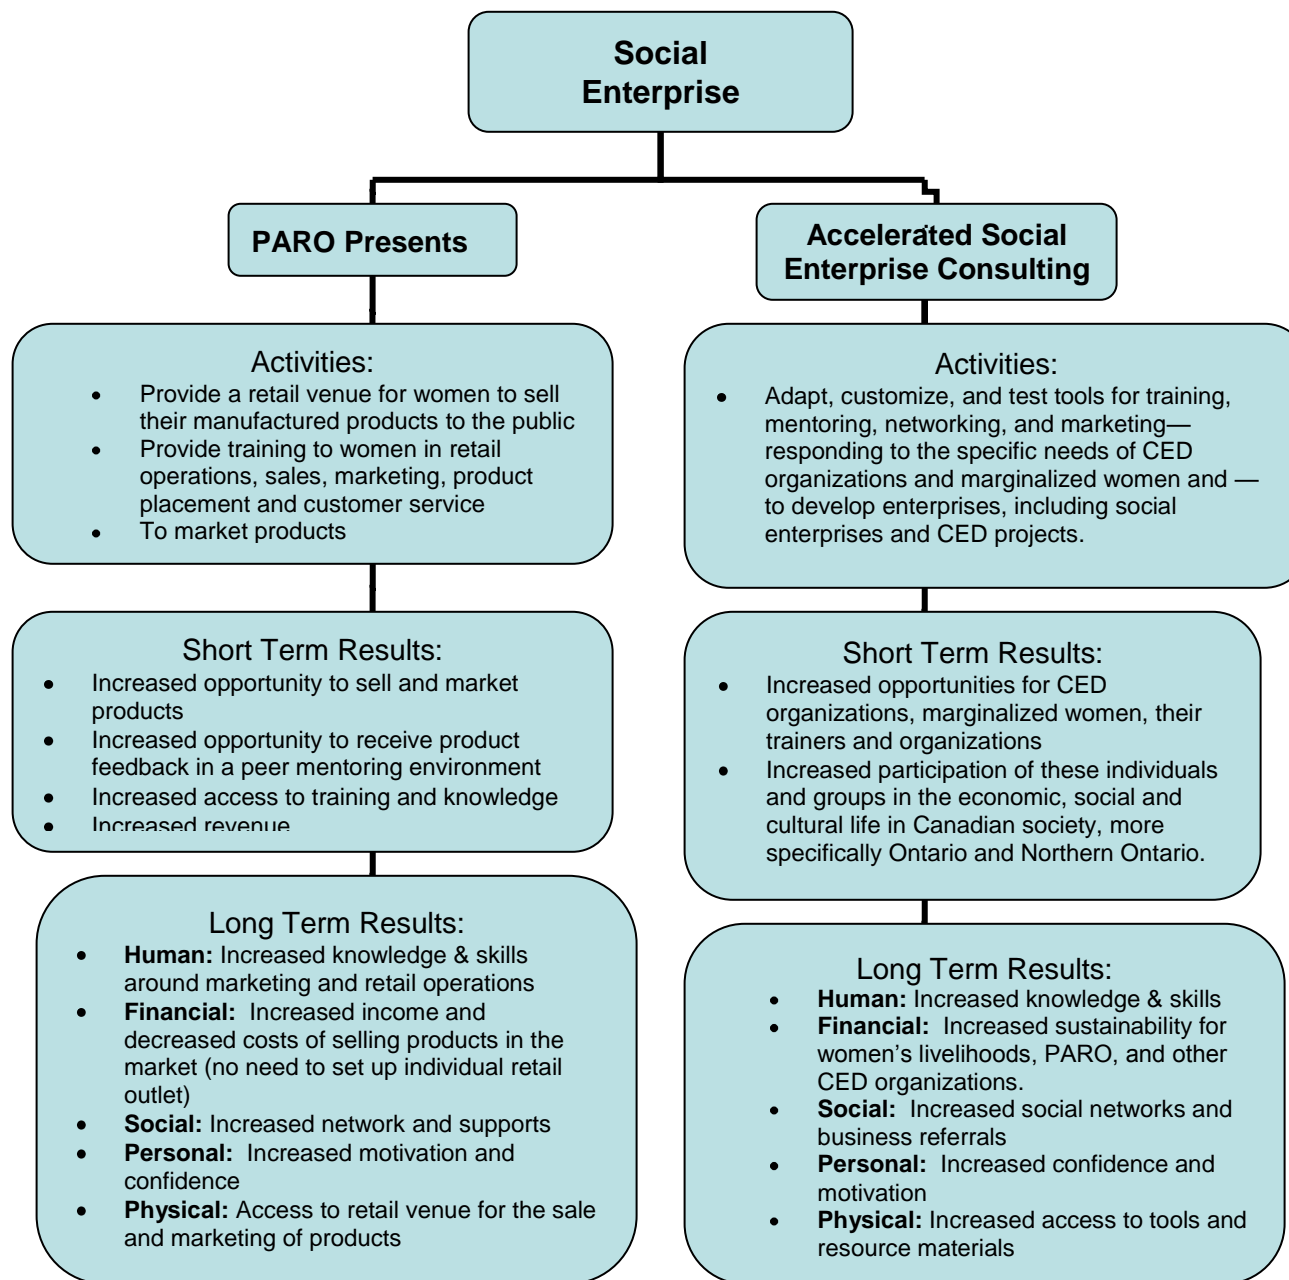 Social
Enterprise
PARO Presents
Activities:
• Provide a retail venue for women to sell
their manufactured products to the public
• Provide training to women in retail
operations, sales, marketing, product
placement and customer service
• To market products
Short Term Results:
• Increased opportunity to sell and market
products
• Increased opportunity to receive product
feedback in a peer mentoring environment
• Increased access to training and knowledge
• Increased revenue
Long Term Results:
• Human: Increased knowledge & skills
around marketing and retail operations
• Financial:  Increased income and
decreased costs of selling products in the
market (no need to set up individual retail
outlet)
• Social: Increased network and supports
• Personal:  Increased motivation and
confidence
• Physical: Access to retail venue for the sale
and marketing of products
Accelerated Social
Enterprise Consulting
Activities:
• Adapt, customize, and test tools for training,
mentoring, networking, and marketing—
responding to the specific needs of CED
organizations and marginalized women and —
to develop enterprises, including social
enterprises and CED projects.
Short Term Results:
• Increased opportunities for CED
organizations, marginalized women, their
trainers and organizations
• Increased participation of these individuals
and groups in the economic, social and
cultural life in Canadian society, more
specifically Ontario and Northern Ontario.
Long Term Results:
• Human: Increased knowledge & skills
• Financial:  Increased sustainability for
women’s livelihoods, PARO, and other
CED organizations.
• Social:  Increased social networks and
business referrals
• Personal:  Increased confidence and
motivation
• Physical: Increased access to tools and
resource materials